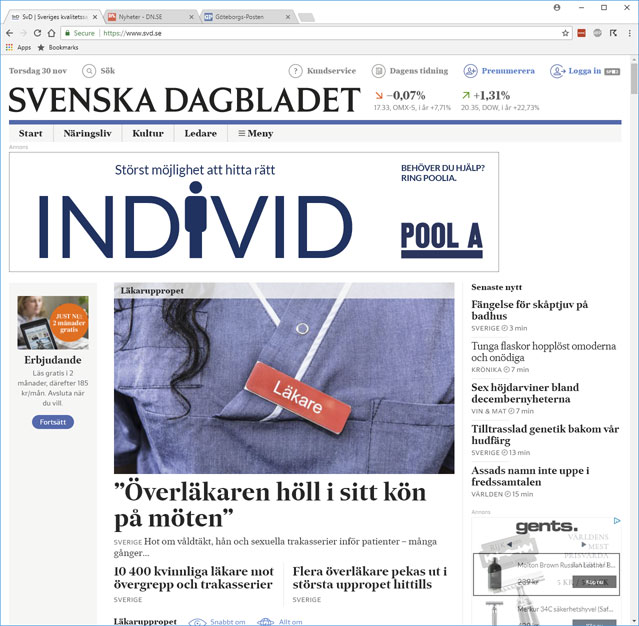 SvD | Sveriges kvalitetss
Nyheter - DN.SE
Göteborgs-Posten
Secure | https://www.svd.se
Apps
Bookmarks
Torsdag 30 nov
Sök
Kundservice
Dagens tidning
Prenumerera
Logga in
SVENSKA DAGBLADET
−0,07%
17.33, OMX-S, i år +7,71%
+1,31%
20.35, DOW, i år +22,73%
Start
Näringsliv
Kultur
Ledare
Meny
Annons
Störst möjlighet att hitta rätt
INDIVID
BEHÖVER DU HJÄLP?
RING POOLIA.
POOL A
JUST NU:
2 månader
gratis
Erbjudande
Läs gratis i 2
månader, därefter 185
kr/mån. Avsluta när
du vill.
Fortsätt
Läkaruppropet
Läkare
”Överläkaren höll i sitt kön
på möten”
SVERIGE Hot om våldtäkt, hån och sexuella trakasserier inför patienter – många
gånger...
10 400 kvinnliga läkare mot
övergrepp och trakasserier
SVERIGE
Flera överläkare pekas ut i
största uppropet hittills
SVERIGE
Läkaruppropet
Snabbt om
Allt om
Senaste nytt
Fängelse för skåptjuv på
badhus
SVERIGE 3 min
Tunga flaskor hopplöst omoderna
och onödiga
KRÖNIKA 7 min
Sex höjdarviner bland
decembernyheterna
VIN & MAT 7 min
Tilltrasslad genetik bakom vår
hudfärg
SVERIGE 13 min
Assads namn inte uppe i
fredssamtalen
VÄRLDEN 15 min
Annons
gents.
VÄRLDENS
MEST
PRISVÄRDA
Molton Brown Russian Leather B
239 kr
Köp nu
Merkur 34C säkerhetshyvel (Smal